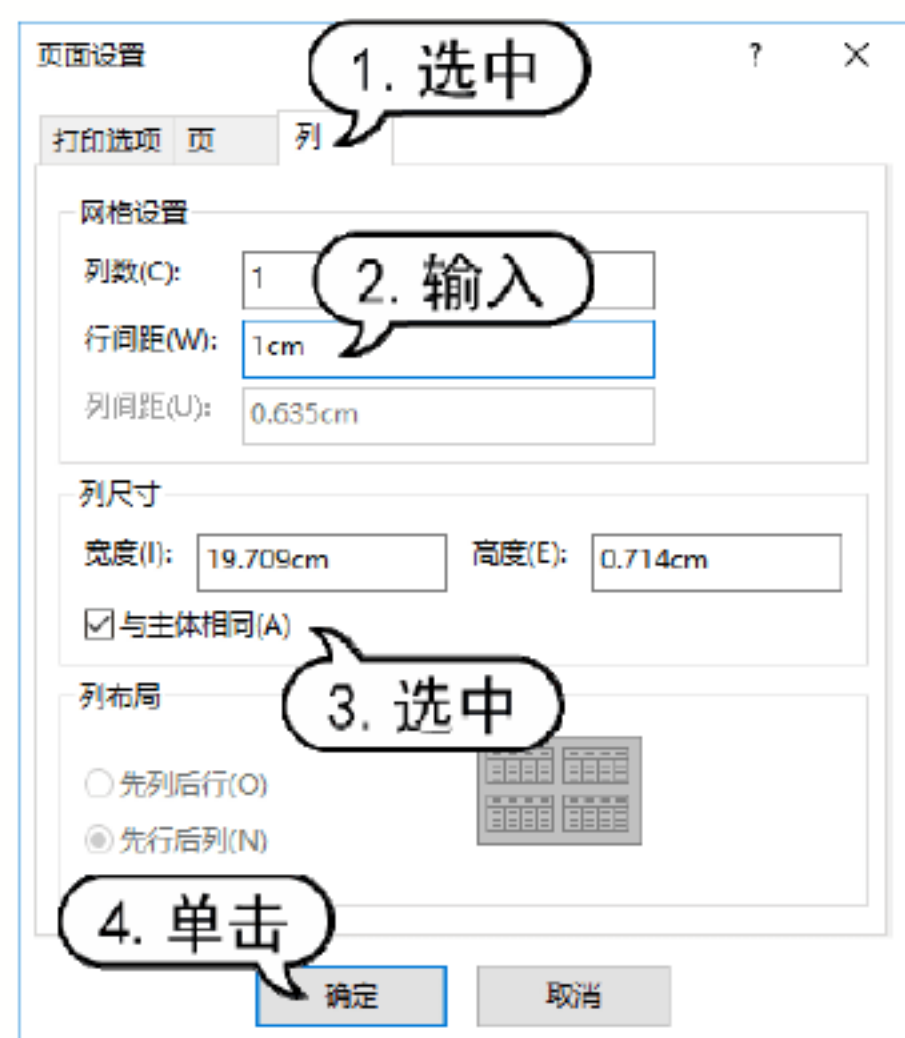 页面设置
1. 选中
?
打印选项 页 列
网格设置
列数(C): 1
2. 输入
行间距(W): 1cm
列间距(U): 0.635cm
列尺寸
宽度(I): 19.709cm 高度(E): 0.714cm
与主体相同(A)
3. 选中
列布局
先列后行(O)
先行后列(N)
4. 单击
确定 取消